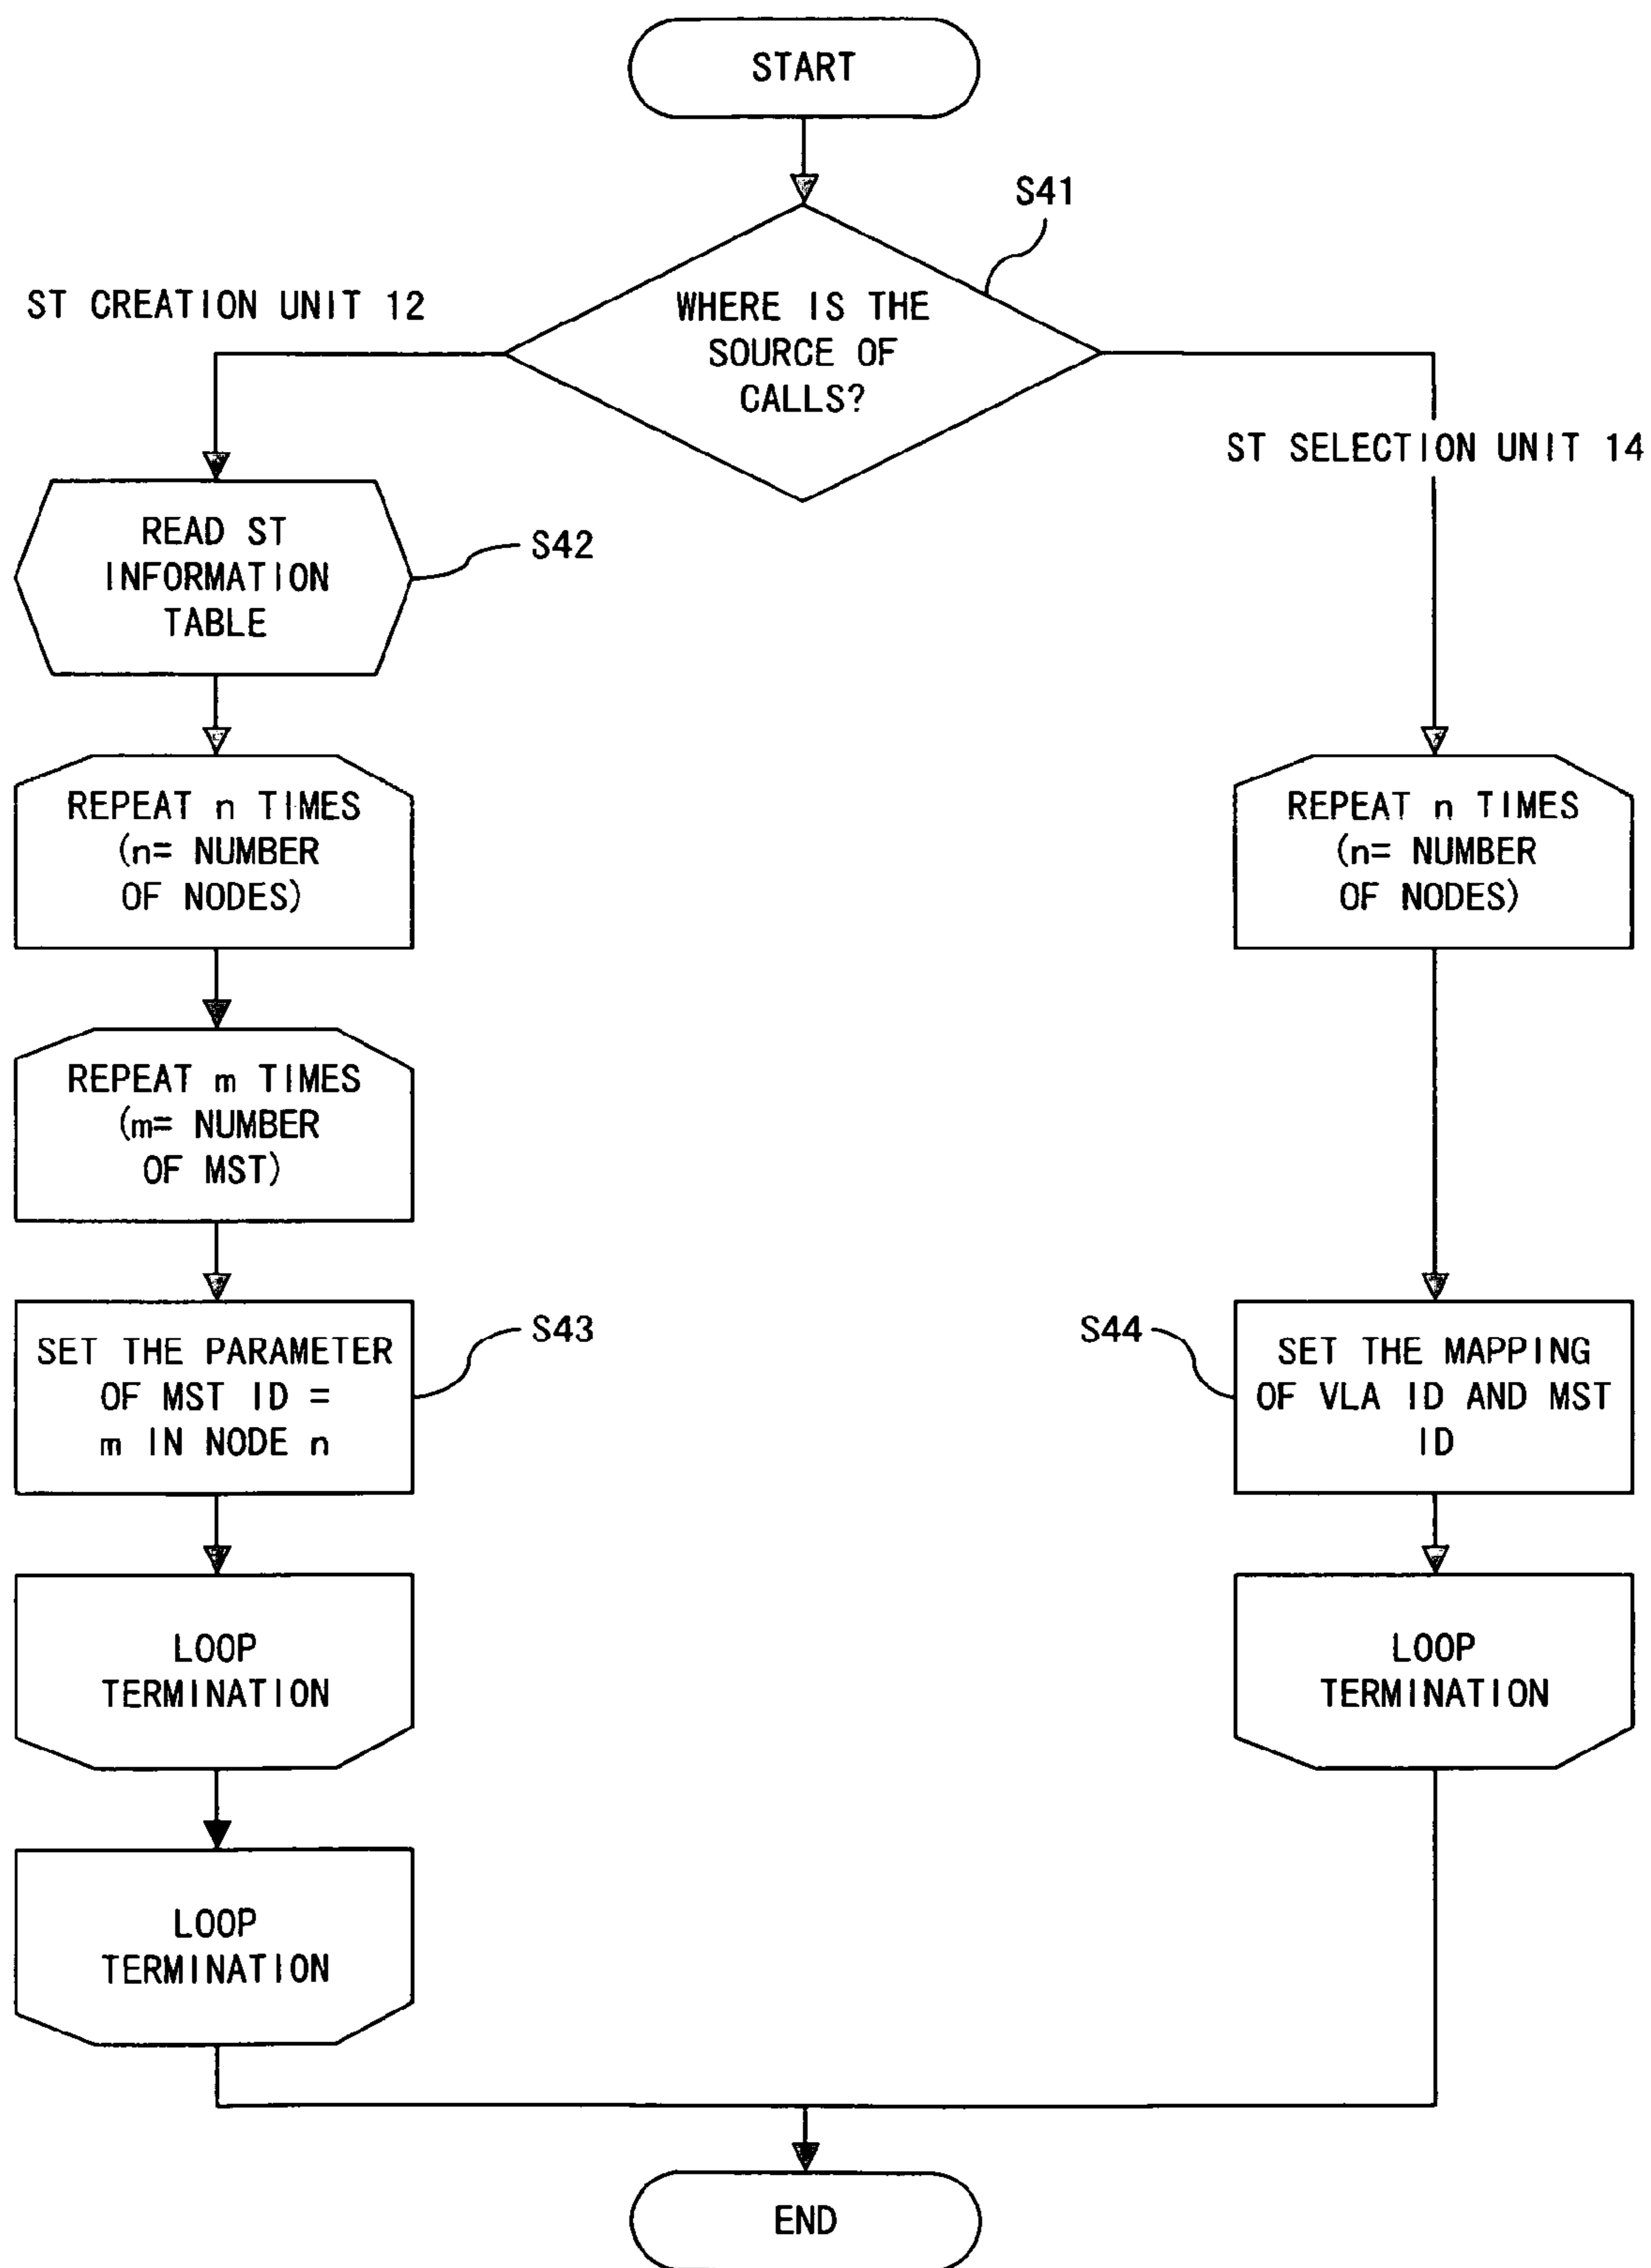 START
S41
ST CREATION UNIT 12
WHERE IS THE
SOURCE OF
CALLS?
ST SELECTION UNIT 14
READ ST
INFORMATION
TABLE
S42
REPEAT n TIMES
(n= NUMBER
OF NODES)
REPEAT n TIMES
(n= NUMBER
OF NODES)
REPEAT m TIMES
(m= NUMBER
OF MST)
SET THE PARAMETER
OF MST ID =
m IN NODE n
S43
S44
SET THE MAPPING
OF VLA ID AND MST
ID
LOOP
TERMINATION
LOOP
TERMINATION
LOOP
TERMINATION
END